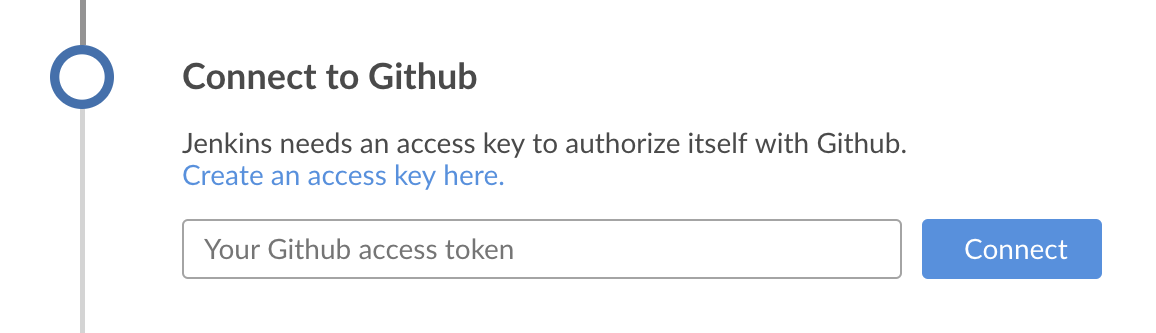 Connect to Github
Jenkins needs an access key to authorize itself with Github.
Create an access key here.
Your Github access token
Connect